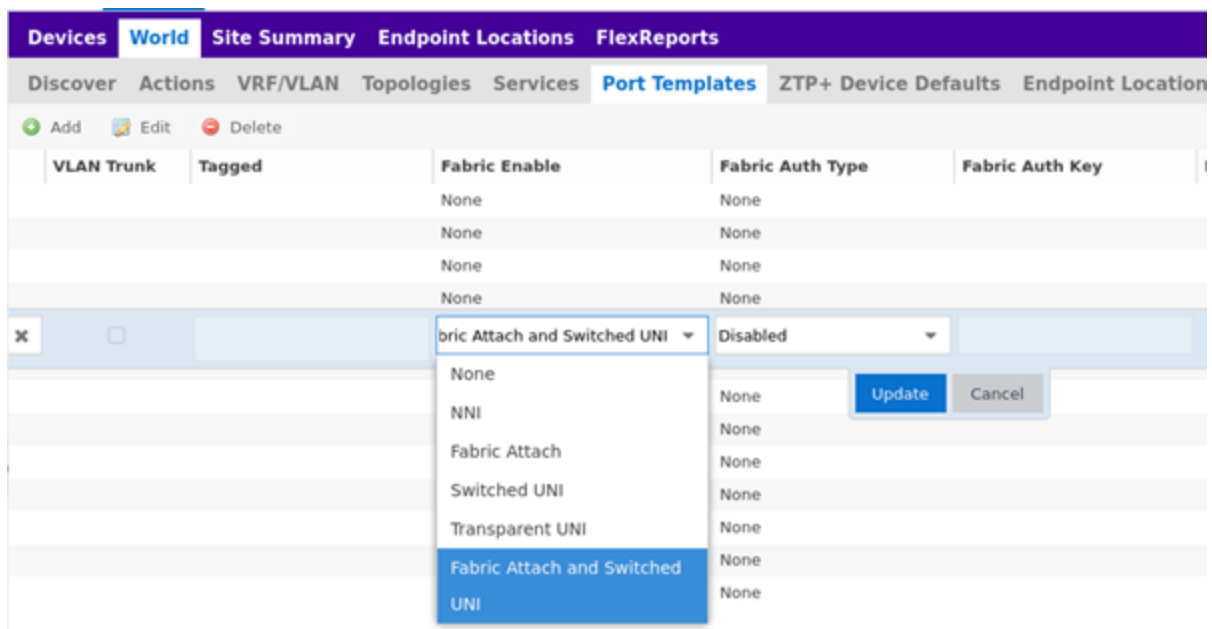 Devices World Site Summary Endpoint Locations FlexReports
Discover Actions VRF/VLAN Topologies Services Port Templates ZTP+ Device Defaults Endpoint Location
Add Edit Delete
VLAN Trunk Tagged Fabric Enable Fabric Auth Type Fabric Auth Key
None None
None None
None None
None None
bric Attach and Switched UNI Disabled
None
NNI
Fabric Attach
Switched UNI
Transparent UNI
Fabric Attach and Switched
UNI
Update Cancel
None
None
None
None
None
None
None